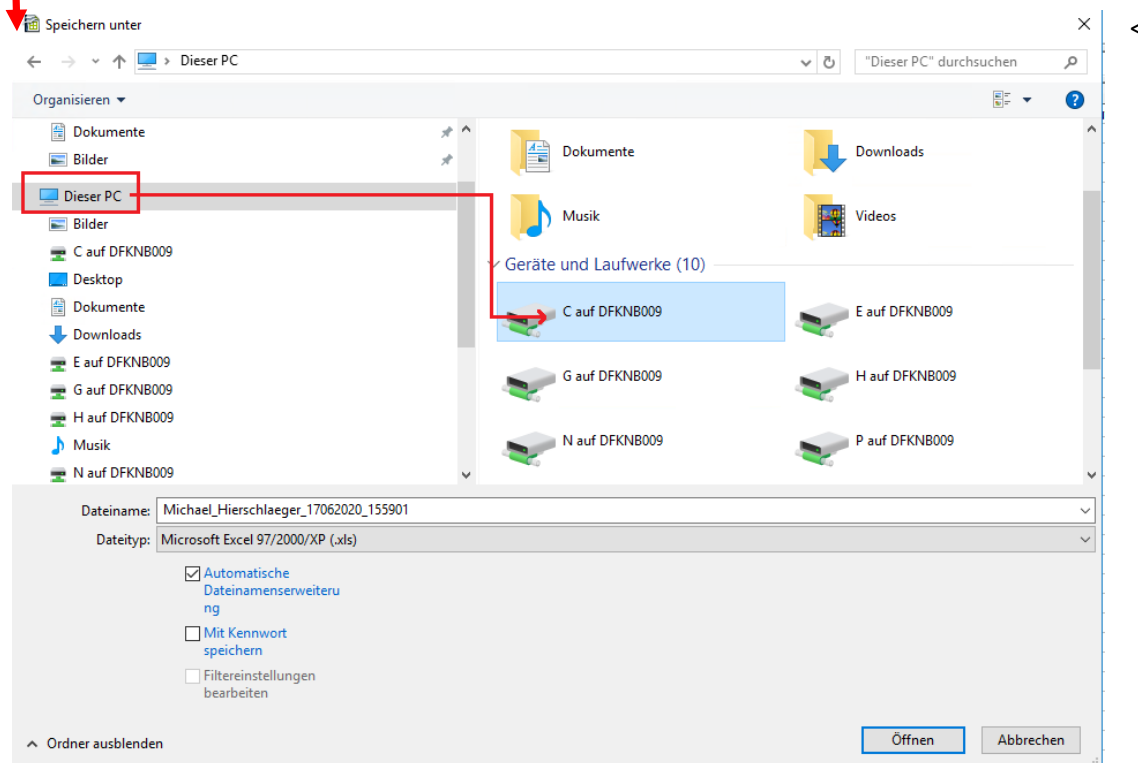 Speichern unter
<
Dieser PC
"Dieser PC" durchsuchen
Organisieren
?
Dokumente
Bilder
Dieser PC
Bilder
C auf DFKNB009
Desktop
Dokumente
Downloads
E auf DFKNB009
G auf DFKNB009
H auf DFKNB009
Musik
N auf DFKNB009
Dokumente
Downloads
Musik
Videos
Geräte und Laufwerke (10)
C auf DFKNB009
E auf DFKNB009
G auf DFKNB009
H auf DFKNB009
N auf DFKNB009
P auf DFKNB009
Dateiname: Michael_Hierschlaeger_17062020_155901
Dateityp: Microsoft Excel 97/2000/XP (.xls)
Automatische
Dateinamenserweiteru
ng
Mit Kennwort
speichern
Filtereinstellungen
bearbeiten
Ordner ausblenden
Öffnen
Abbrechen